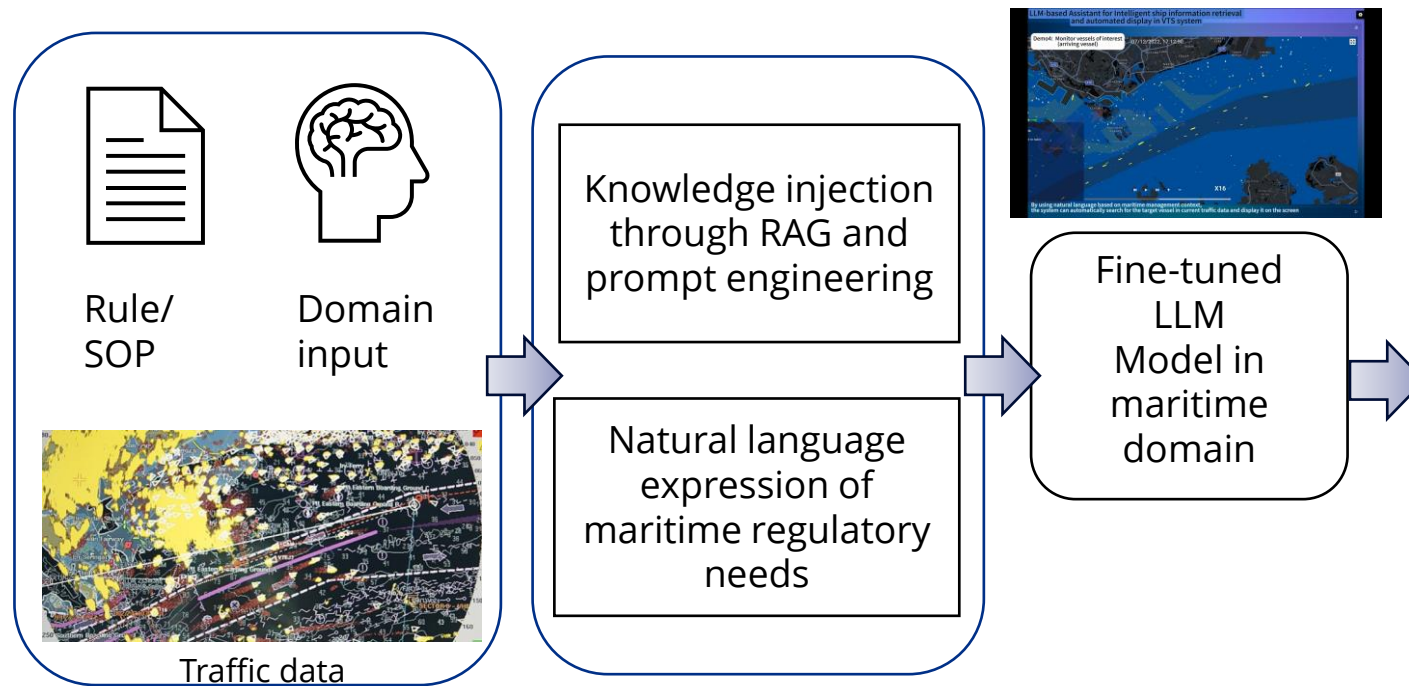 Rule/
SOP
Domain
input
Traffic data
Knowledge injection
through RAG and
prompt engineering
Natural language
expression of
maritime regulatory
needs
LLM-based Assistant for Intelligent ship information retrieval
and automated display in VTS system
Demo4: Monitor vessels of interest
(arriving vessel)
X16
By using natural language based on maritime management context,
the system can automatically search for the target vessel in current traffic data and display it on the screen
Fine-tuned
LLM
Model in
maritime
domain